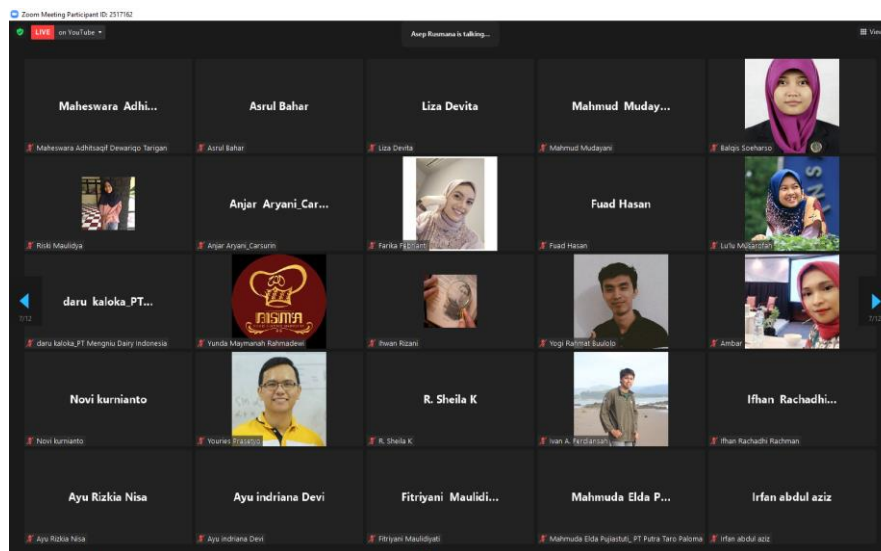 Zoom Meeting Participant ID: 2517162
LIVE on YouTube
Asep Rusmana is talking...
View
Maheswara Adhi...
Asrul Bahar
Liza Devita
Mahmud Muday...
Maheswara Adhitsaqif Dewariqo Tarigan
Asrul Bahar
Liza Devita
Mahmud Mudayani
Balqis Soeharso
Anjar Aryani_Car...
Fuad Hasan
Riski Maulidya
Anjar Aryani_Carsurin
Farika Febrianti
Fuad Hasan
Lu'lu Musarofah
daru kaloka_PT...
BISMA
7/12
7/12
daru kaloka_PT Mengniu Dairy Indonesia
Yunda Maymanah Rahmadewi
Ihwan Rizani
Yogi Rahmat Buulolo
Ambar
Novi kurnianto
R. Sheila K
Ifhan Rachadhi...
Novi kurnianto
Youries Prasetyo
R. Sheila K
Ivan A. Ferdiansah
Ifhan Rachadhi Rachman
Ayu Rizkia Nisa
Ayu indriana Devi
Fitriyani Maulidi...
Mahmuda Elda P...
Irfan abdul aziz
Ayu Rizkia Nisa
Ayu indriana Devi
Fitriyani Maulidiyati
Mahmuda Elda Pujiastuti_ PT Putra Taro Paloma
Irfan abdul aziz